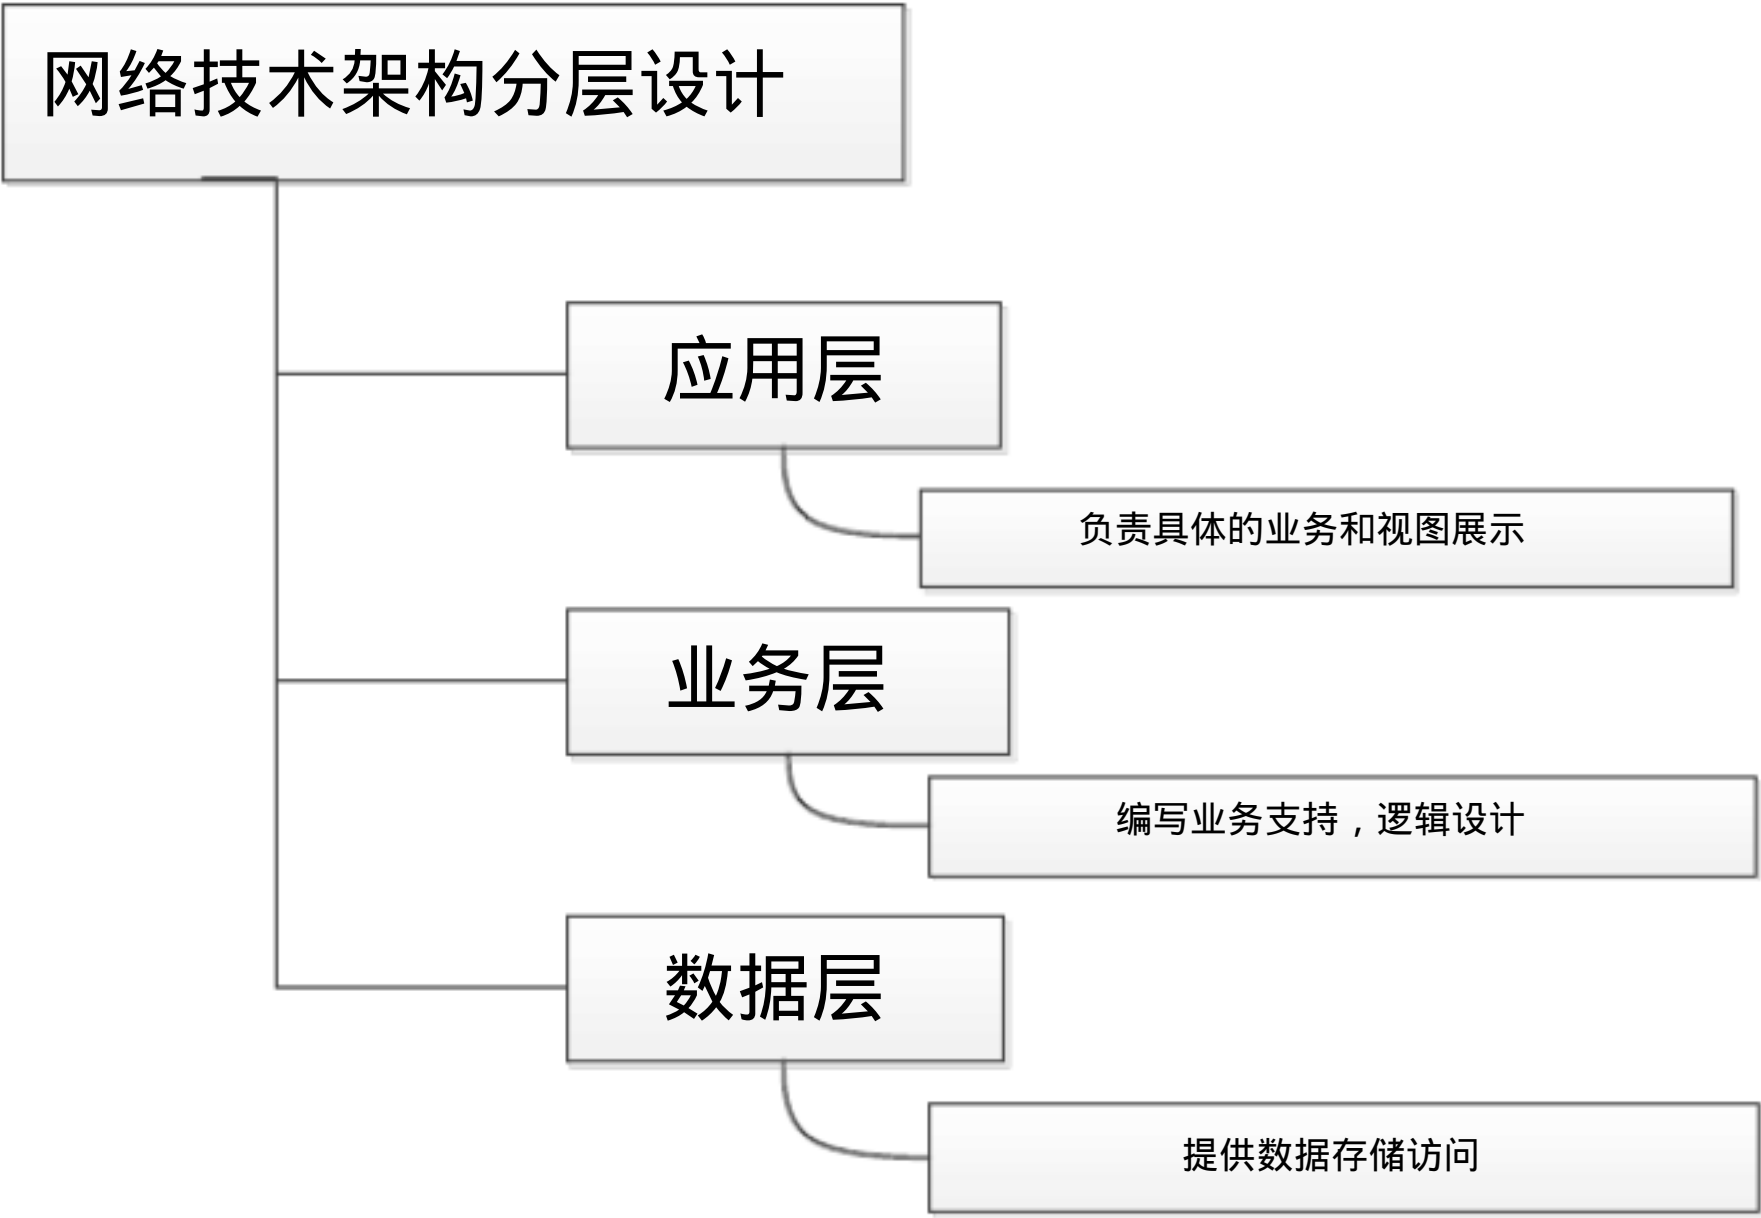 网络技术架构分层设计
应用层
负责具体的业务和视图展示
业务层
编写业务支持，逻辑设计
数据层
提供数据存储访问